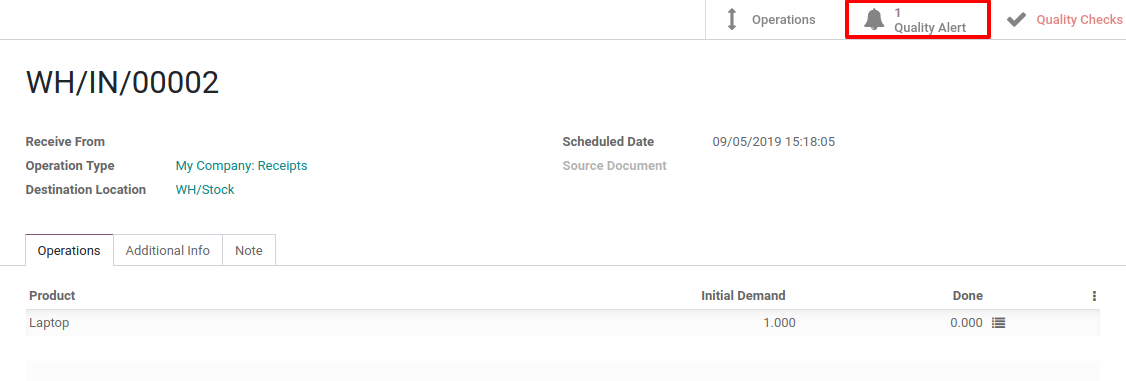 Operations
1
Quality Alert
Quality Checks
WH/IN/00002
Receive From
Scheduled Date 09/05/2019 15:18:05
Operation Type My Company: Receipts
Source Document
Destination Location WH/Stock
Operations Additional Info Note
Product Initial Demand Done
Laptop 1.000 0.000